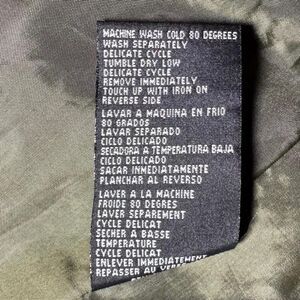 MACHINE WASH COLD 80 DEGREES
WASH SEPARATELY
DELICATE CYCLE
TUMBLE DRY LOW
DELICATE CYCLE
REMOVE IMMEDIATELY
TOUCH UP WITH IRON ON
REVERSE SIDE
LAVAR A MAQUINA EN FRIO
80 GRADOS
LAVAR SEPARADO
CICLO DELICADO
SECADORA A TEMPERATURA BAJA
CICLO DELICADO
SACAR INMEDIATAMENTE
PLANCHAR AL REVERSO
LAVER A LA MACHINE
FROIDE 80 DEGRES
LAVER SEPAREMENT
CYCLE DELICAT
SECHER A BASSE
TEMPERATURE
CYCLE DELICAT
ENLEVER IMMEDIATEMENT
REPASSER AU